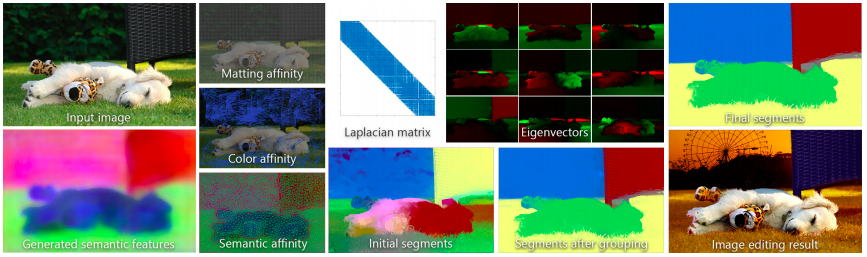 Input image
Matting affinity
Color affinity
Laplacian matrix
Eigenvectors
Final segments
Generated semantic features
Semantic affinity
Initial segments
Segments after grouping
Image editing result